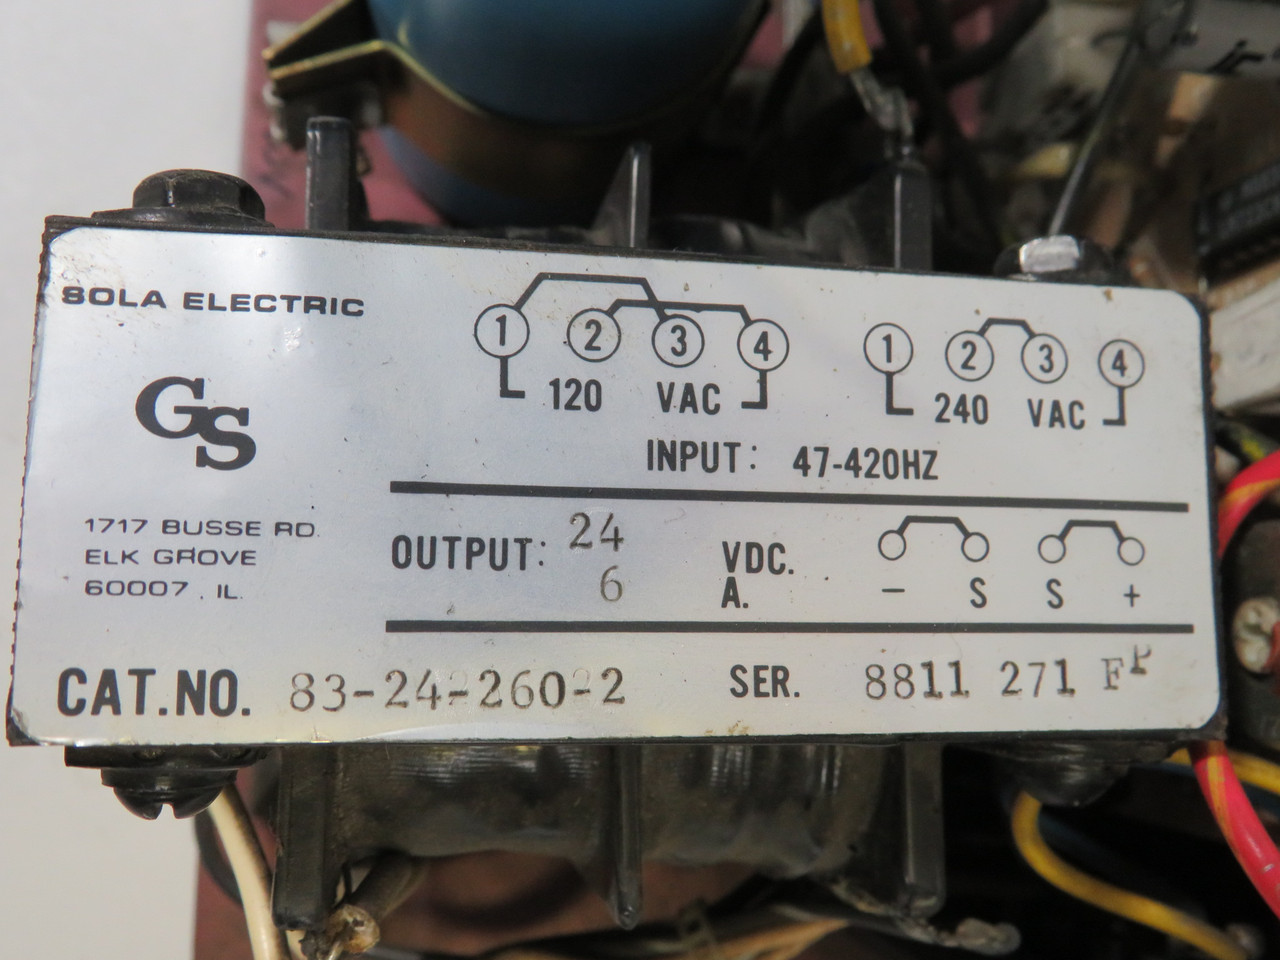 SOLA ELECTRIC
GS
1717 BUSSE RD.
ELK GROVE
60007 . IL.
1 2 3 4
120 VAC
1 2 3 4
240 VAC
INPUT: 47-420HZ
OUTPUT: 24 VDC.
6 A.
- S S +
CAT.NO. 83-24-260-2 SER. 8811 271 FP